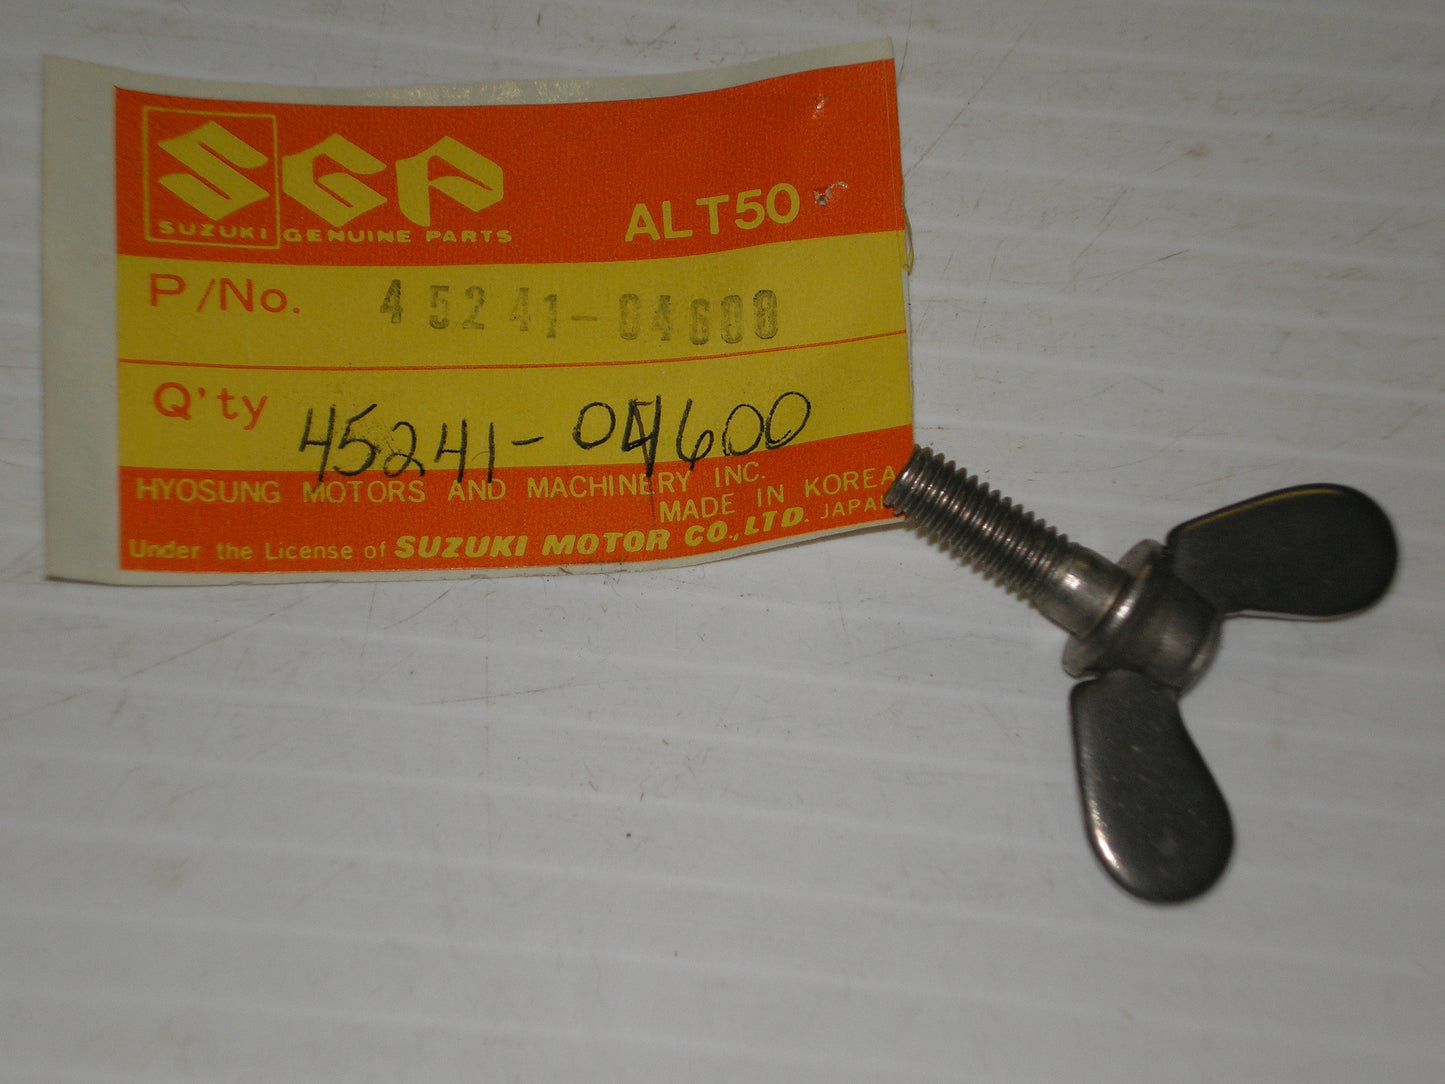 SGP
SUZUKI GENUINE PARTS
ALT50
P/No. 45241-04600
Q'ty 45241-04600
HYOSUNG MOTORS AND MACHINERY INC.
MADE IN KOREA
Under the License of SUZUKI MOTOR CO., LTD. JAPAN